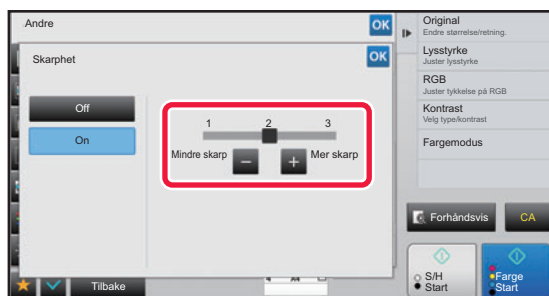 Andre
OK
Skarphet
OK
Off
On
1 2 3
Mindre skarp
Mer skarp
Tilbake
Original
Endre størrelse/retning.
Lysstyrke
Juster lysstyrke
RGB
Juster tykkelse på RGB
Kontrast
Velg type/kontrast
Fargemodus
Forhåndsvis
CA
S/H
Start
Farge
Start